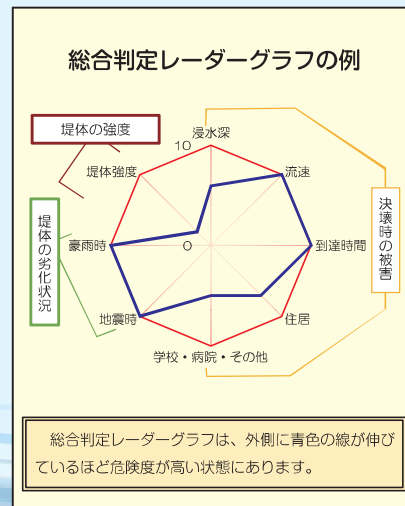 総合判定レーダーグラフの例
堤体の強度
浸水深
10
堤体強度
流速
決壊時の被害
堤体の劣化状況
豪雨時
0
到達時間
地震時
住居
学校・病院・その他
総合判定レーダーグラフは、外側に青色の線が伸び
ているほど危険度が高い状態にあります。